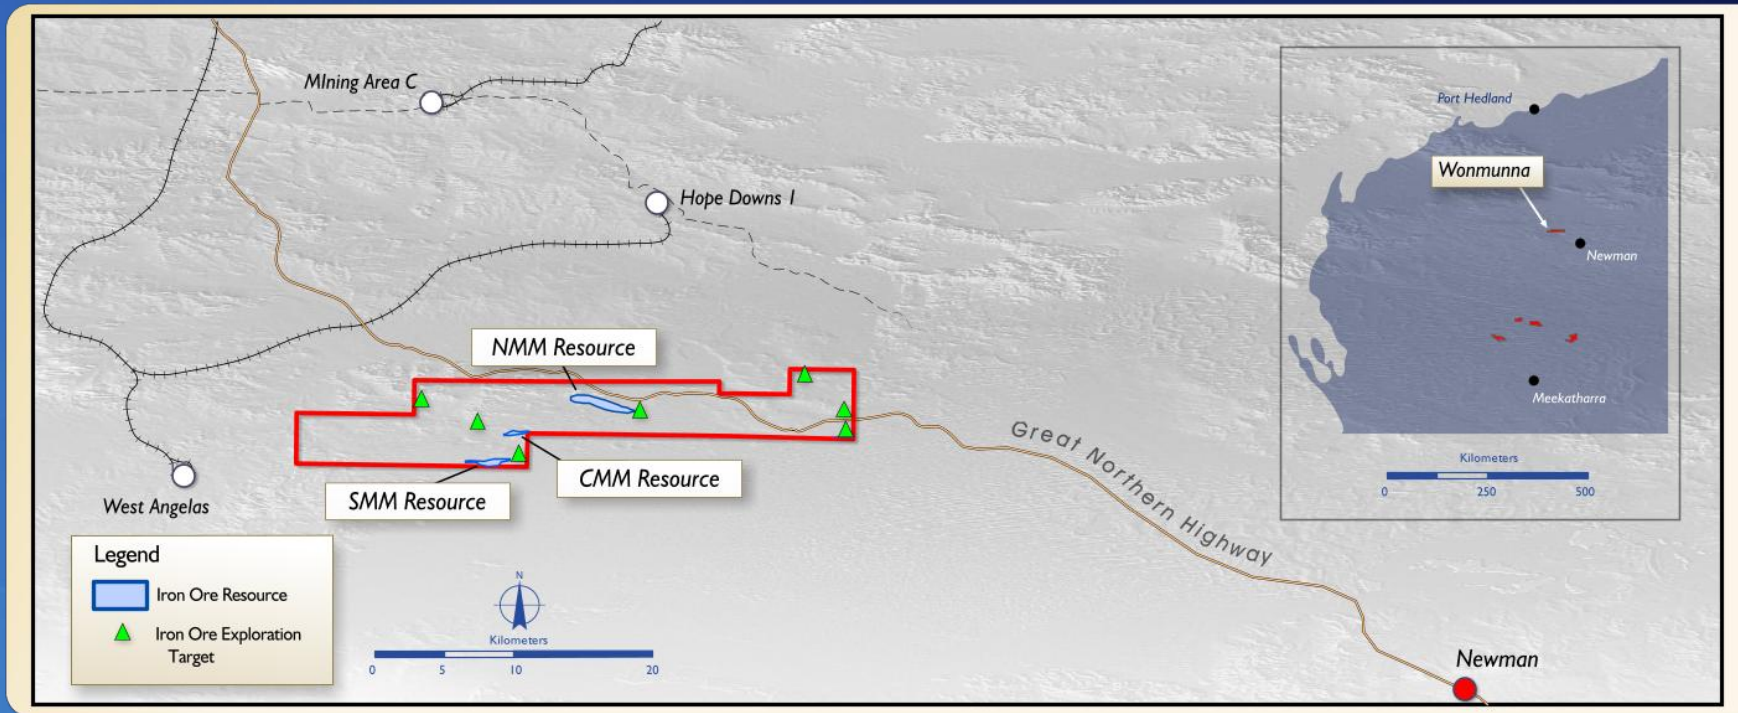 MIning Area C
Hope Downs 1
NMM Resource
CMM Resource
SMM Resource
West Angelas
Great Northern Highway
Newman
Legend
Iron Ore Resource
Iron Ore Exploration
Target
N
Kilometers
0 5 10 20
Port Hedland
Wonmunna
Newman
Meekatharra
Kilometers
0 250 500